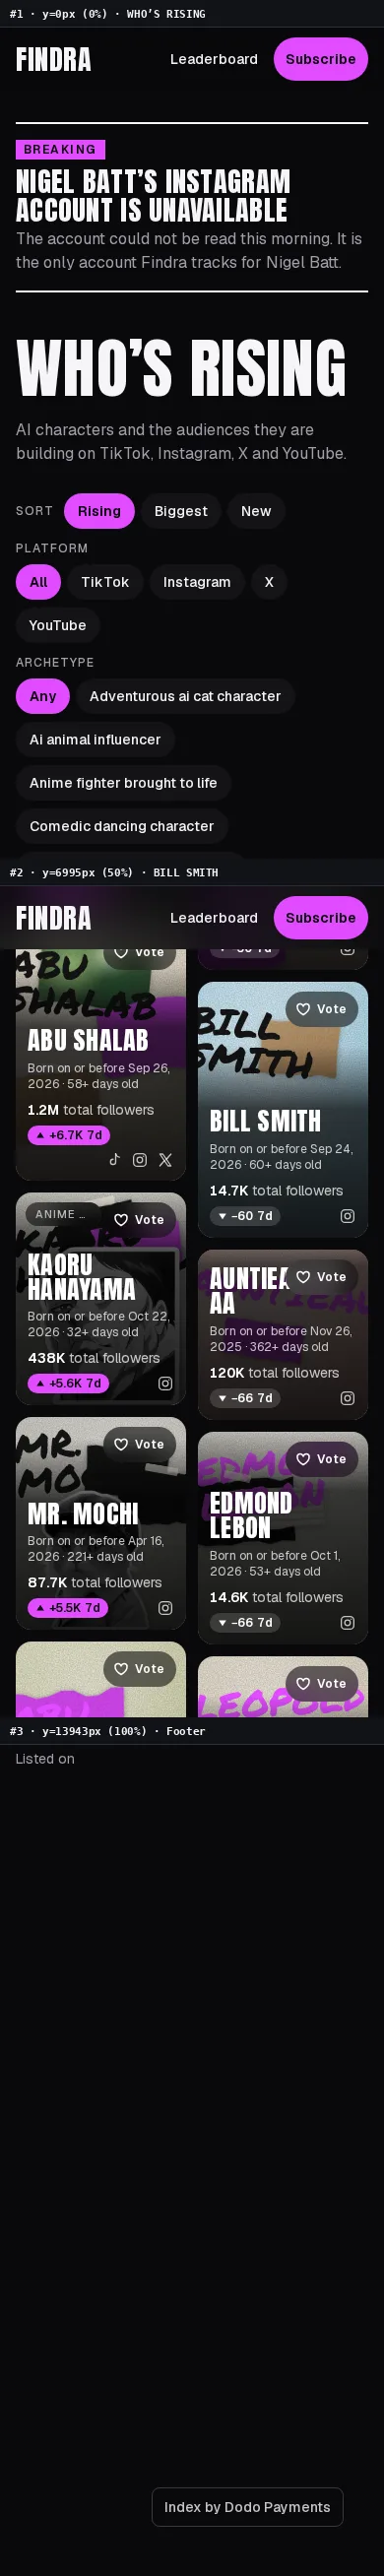 #1 · y=0px (0%) · WHO'S RISING
FINDRA
Leaderboard
Subscribe
BREAKING
NIGEL BATT'S INSTAGRAM
ACCOUNT IS UNAVAILABLE
The account could not be read this morning. It is
the only account Findra tracks for Nigel Batt.
WHO'S RISING
AI characters and the audiences they are
building on TikTok, Instagram, X and YouTube.
SORT
Rising
Biggest
New
PLATFORM
All
TikTok
Instagram
X
YouTube
ARCHETYPE
Any
Adventurous ai cat character
Ai animal influencer
Anime fighter brought to life
Comedic dancing character
#2 · y=6995px (50%) · BILL SMITH
FINDRA
Leaderboard
Subscribe
Vote
ABU
SHALAB
ABU SHALAB
Born on or before Sep 26,
2026 · 58+ days old
1.2M total followers
▲ +6.7K 7d
Vote
BILL
SMITH
BILL SMITH
Born on or before Sep 24,
2026 · 60+ days old
14.7K total followers
▼ -60 7d
ANIME …
Vote
KAORU
HANAYAMA
Born on or before Oct 22,
2026 · 32+ days old
438K total followers
▲ +5.6K 7d
Vote
AUNTIE
AA
Born on or before Nov 26,
2025 · 362+ days old
120K total followers
▼ -66 7d
Vote
MR.
MO
MR. MOCHI
Born on or before Apr 16,
2026 · 221+ days old
87.7K total followers
▲ +5.5K 7d
Vote
EDMOND
LEBON
Born on or before Oct 1,
2026 · 53+ days old
14.6K total followers
▼ -66 7d
Vote
Vote
LEOPOLD
#3 · y=13943px (100%) · Footer
Listed on
Index by Dodo Payments